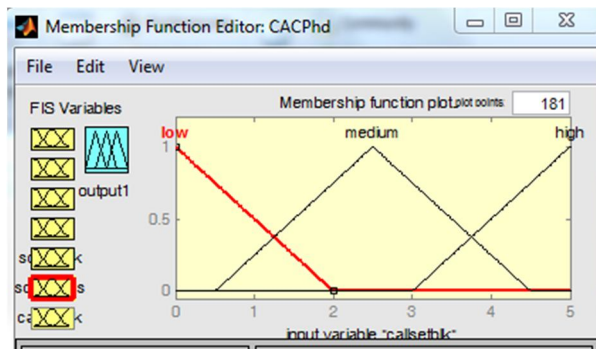 Membership Function Editor: CACPhd
File Edit View
FIS Variables
Membership function plots
plot points:
181
low
medium
high
1
0.5
0
output1
0 1 2 3 4 5
input variable "callsetblk"